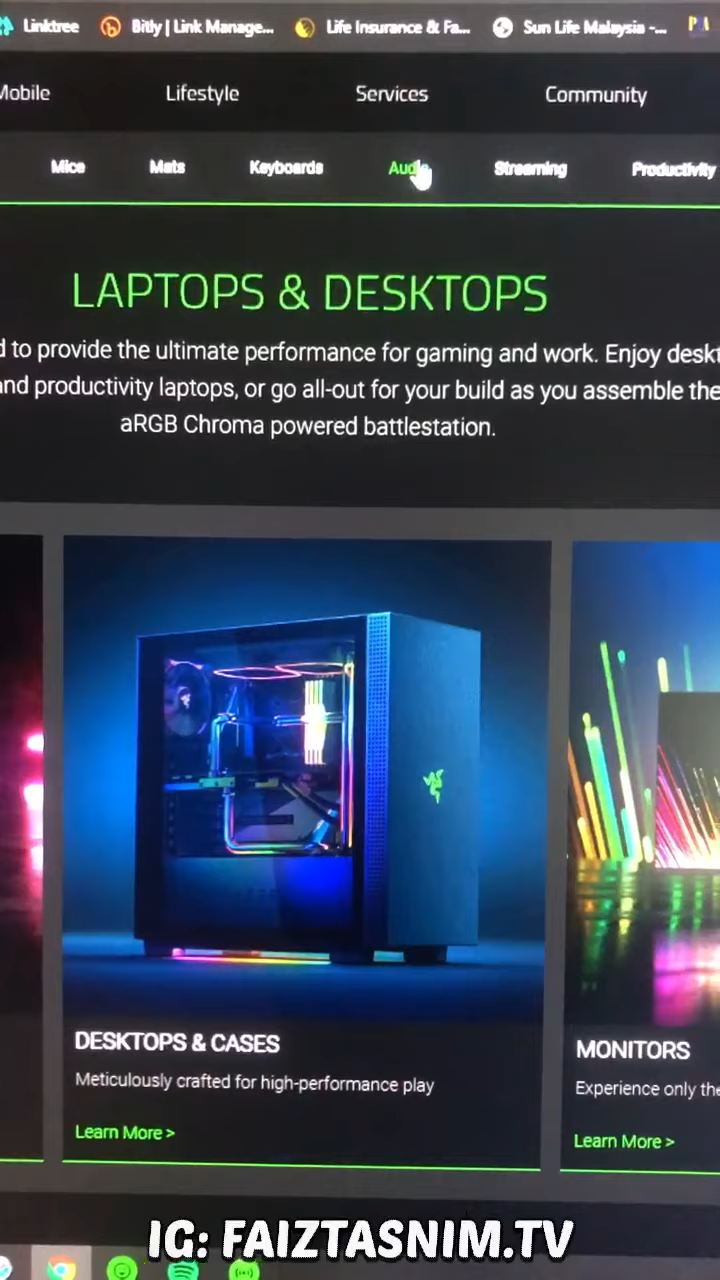 Linktree Bitly | Link Manage... Life Insurance & Fa... Sun Life Malaysia -...
Mobile Lifestyle Services Community
Mice Mats Keyboards Audio Streaming Productivity
LAPTOPS & DESKTOPS
d to provide the ultimate performance for gaming and work. Enjoy deskt
and productivity laptops, or go all-out for your build as you assemble the
aRGB Chroma powered battlestation.
DESKTOPS & CASES
Meticulously crafted for high-performance play
Learn More >
MONITORS
Experience only the
Learn More >
IG: FAIZTASNIM.TV